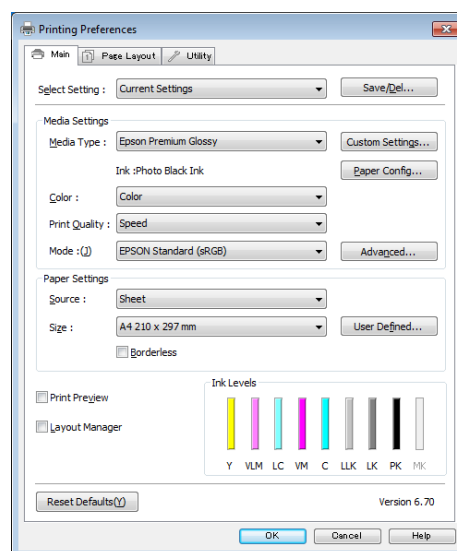 Printing Preferences
Main Page Layout Utility
Select Setting : Current Settings Save/Del...
Media Settings
Media Type : Epson Premium Glossy Custom Settings...
Ink :Photo Black Ink Paper Config...
Color : Color
Print Quality : Speed
Mode :(J) EPSON Standard (sRGB) Advanced...
Paper Settings
Source : Sheet
Size : A4 210 x 297 mm User Defined...
Borderless
Print Preview
Layout Manager
Ink Levels
Y VLM LC VM C LLK LK PK MK
Reset Defaults(Y) Version 6.70
OK Cancel Help